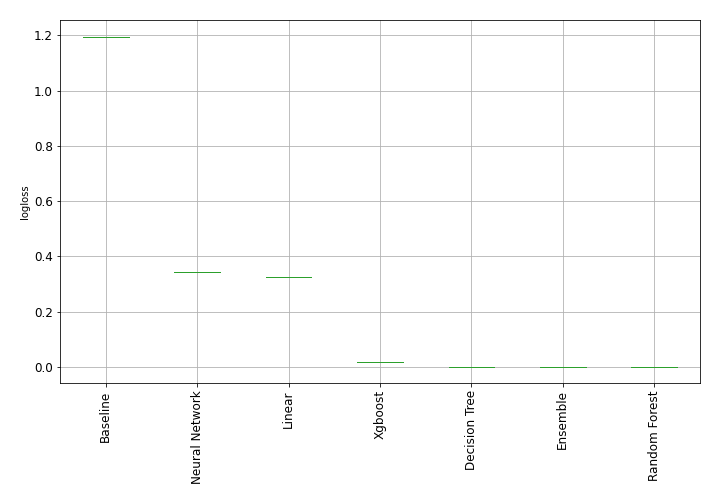 1.2
1.0
0.8
0.6
0.4
0.2
0.0
logloss
Baseline
Neural Network
Linear
Xgboost
Decision Tree
Ensemble
Random Forest